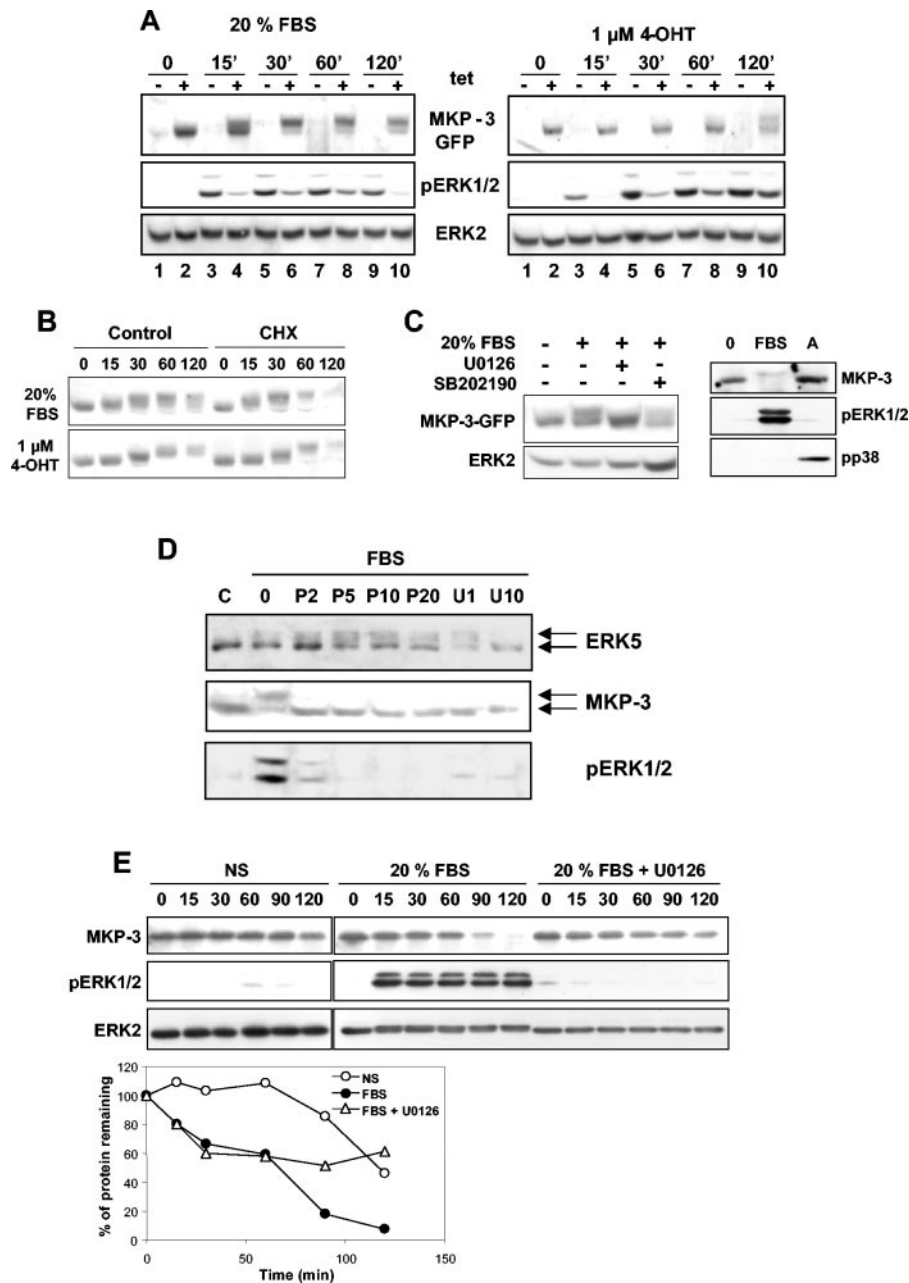 A
20 % FBS
1 µM 4-OHT
0 15’ 30’ 60’ 120’
tet
0 15’ 30’ 60’ 120’
- + - + - + - + - +
- + - + - + - + - +
MKP - 3
GFP
pERK1/2
ERK2
1 2 3 4 5 6 7 8 9 10
1 2 3 4 5 6 7 8 9 10
B
Control CHX
0 15 30 60 120 0 15 30 60 120
20%
FBS
1 µM
4-OHT
C
20% FBS - + + +
U0126 - - + -
SB202190 - - - +
MKP-3-GFP
ERK2
0 FBS A
MKP-3
pERK1/2
pp38
D
FBS
C 0 P2 P5 P10 P20 U1 U10
ERK5
MKP-3
pERK1/2
E
NS 20 % FBS 20 % FBS + U0126
0 15 30 60 90 120 0 15 30 60 90 120 0 15 30 60 90 120
MKP-3
pERK1/2
ERK2
% of protein remaining
120
100
80
60
40
20
0
NS
FBS
FBS + U0126
0 50 100 150
Time (min)